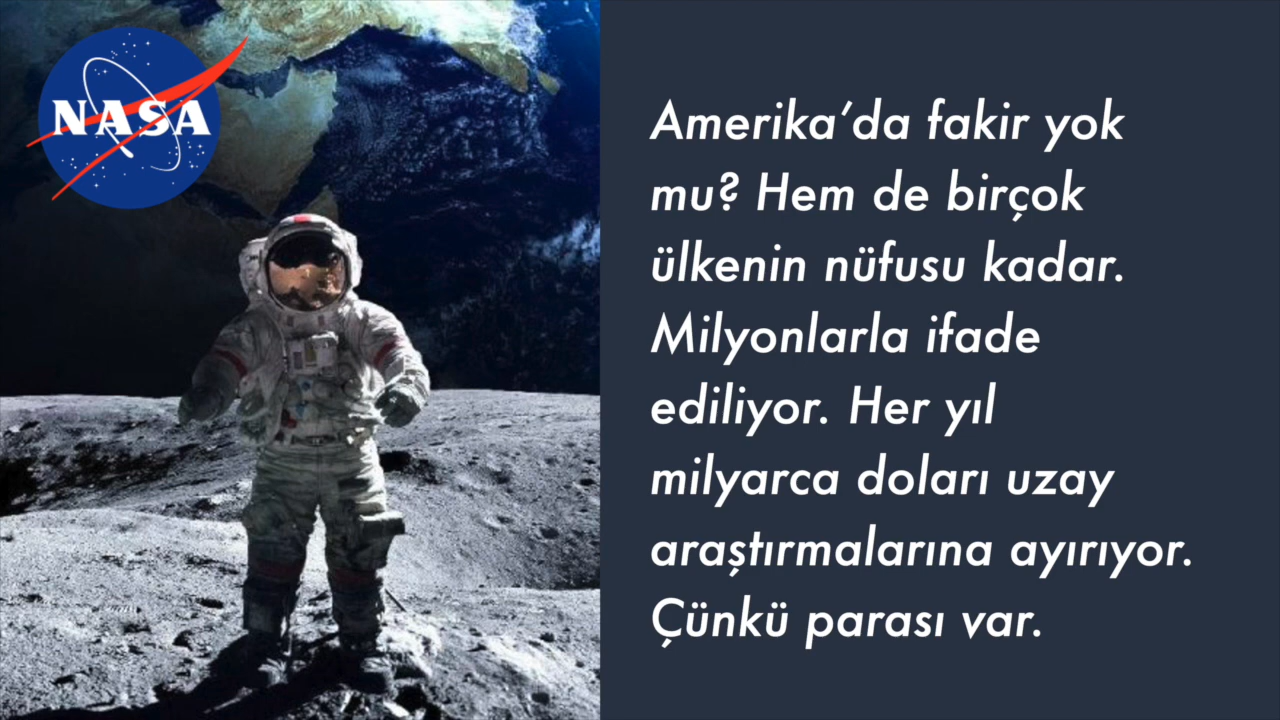 NASA
Amerika’da fakir yok
mu? Hem de birçok
ülkenin nüfusu kadar.
Milyonlarla ifade
ediliyor. Her yıl
milyarca doları uzay
araştırmalarına ayırıyor.
Çünkü parası var.